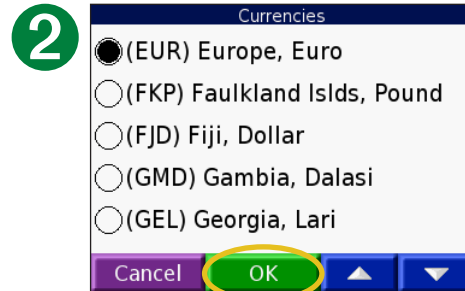 2
Currencies
(EUR) Europe, Euro
(FKP) Faulkland Islds, Pound
(FJD) Fiji, Dollar
(GMD) Gambia, Dalasi
(GEL) Georgia, Lari
Cancel OK